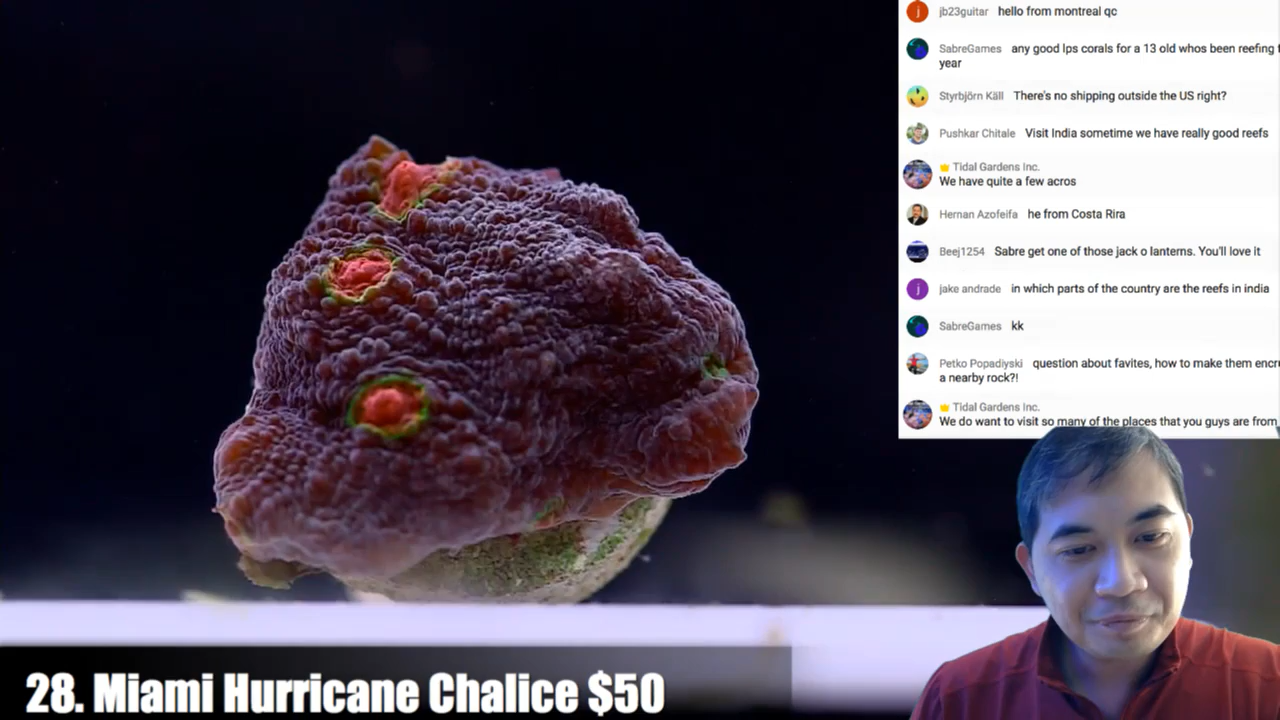 jb23guitar hello from montreal qc
SabreGames any good lps corals for a 13 old whos been reefing
year
Styrbjörn Käll There's no shipping outside the US right?
Pushkar Chitale Visit India sometime we have really good reefs
Tidal Gardens Inc.
We have quite a few acros
Hernan Azofeifa he from Costa Rira
Beej1254 Sabre get one of those jack o lanterns. You'll love it
jake andrade in which parts of the country are the reefs in india
SabreGames kk
Petko Popadiyski question about favites, how to make them
a nearby rock?!
Tidal Gardens Inc.
We do want to visit so many of the places that you guys are from
28. Miami Hurricane Chalice $50